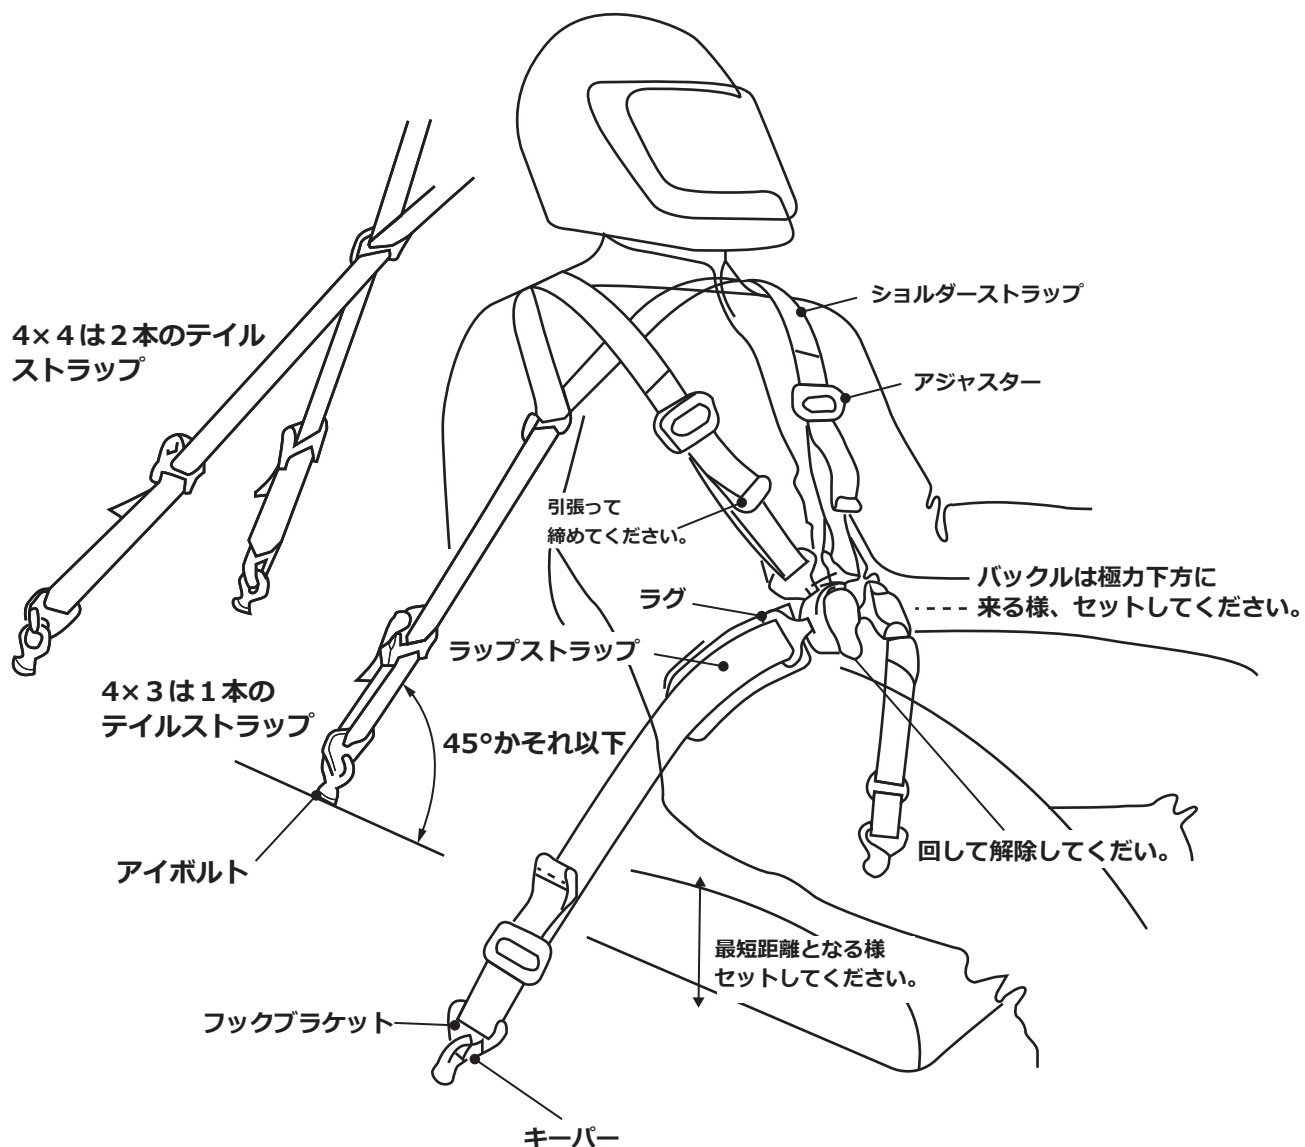 ショルダーストラップ
4×４は２本のテイル
ストラップ
アジャスター
引張って
締めてください。
バックルは極力下方に
来る様、セットしてください。
ラグ
ラップストラップ
4×３は１本の
テイルストラップ
45°かそれ以下
アイボルト
回して解除してくだい。
最短距離となる様
セットしてください。
フックブラケット
キーパー